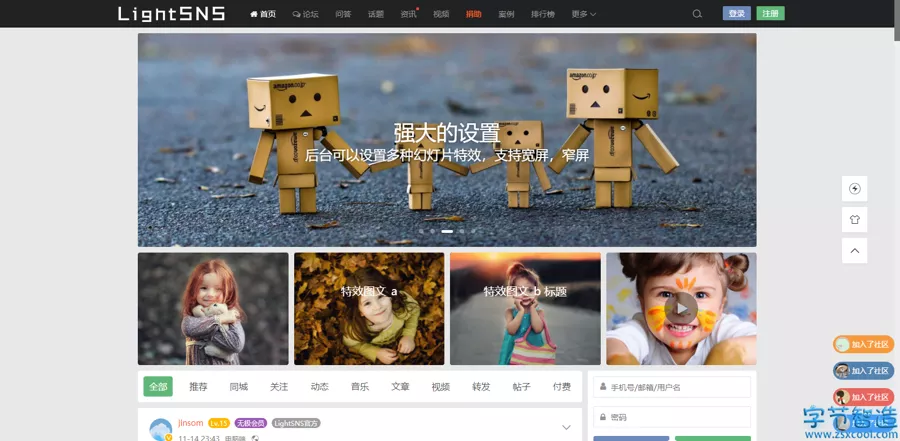 LightSNS 首页 论坛 问答 话题 资讯 视频 捐助 案例 排行榜 更多 登录 注册
强大的设置
后台可以设置多种幻灯片特效，支持宽屏，窄屏
特效图文 a
特效图文 b 标题
加入了社区
加入了社区
加入了社区
全部 推荐 同城 关注 动态 音乐 文章 视频 转发 帖子 付费
手机号/邮箱/用户名
密码
jinsom Lv.15 无极会员 LightSNS官方
11-14 23:43 电脑端
字节智造
www.zsxcool.com